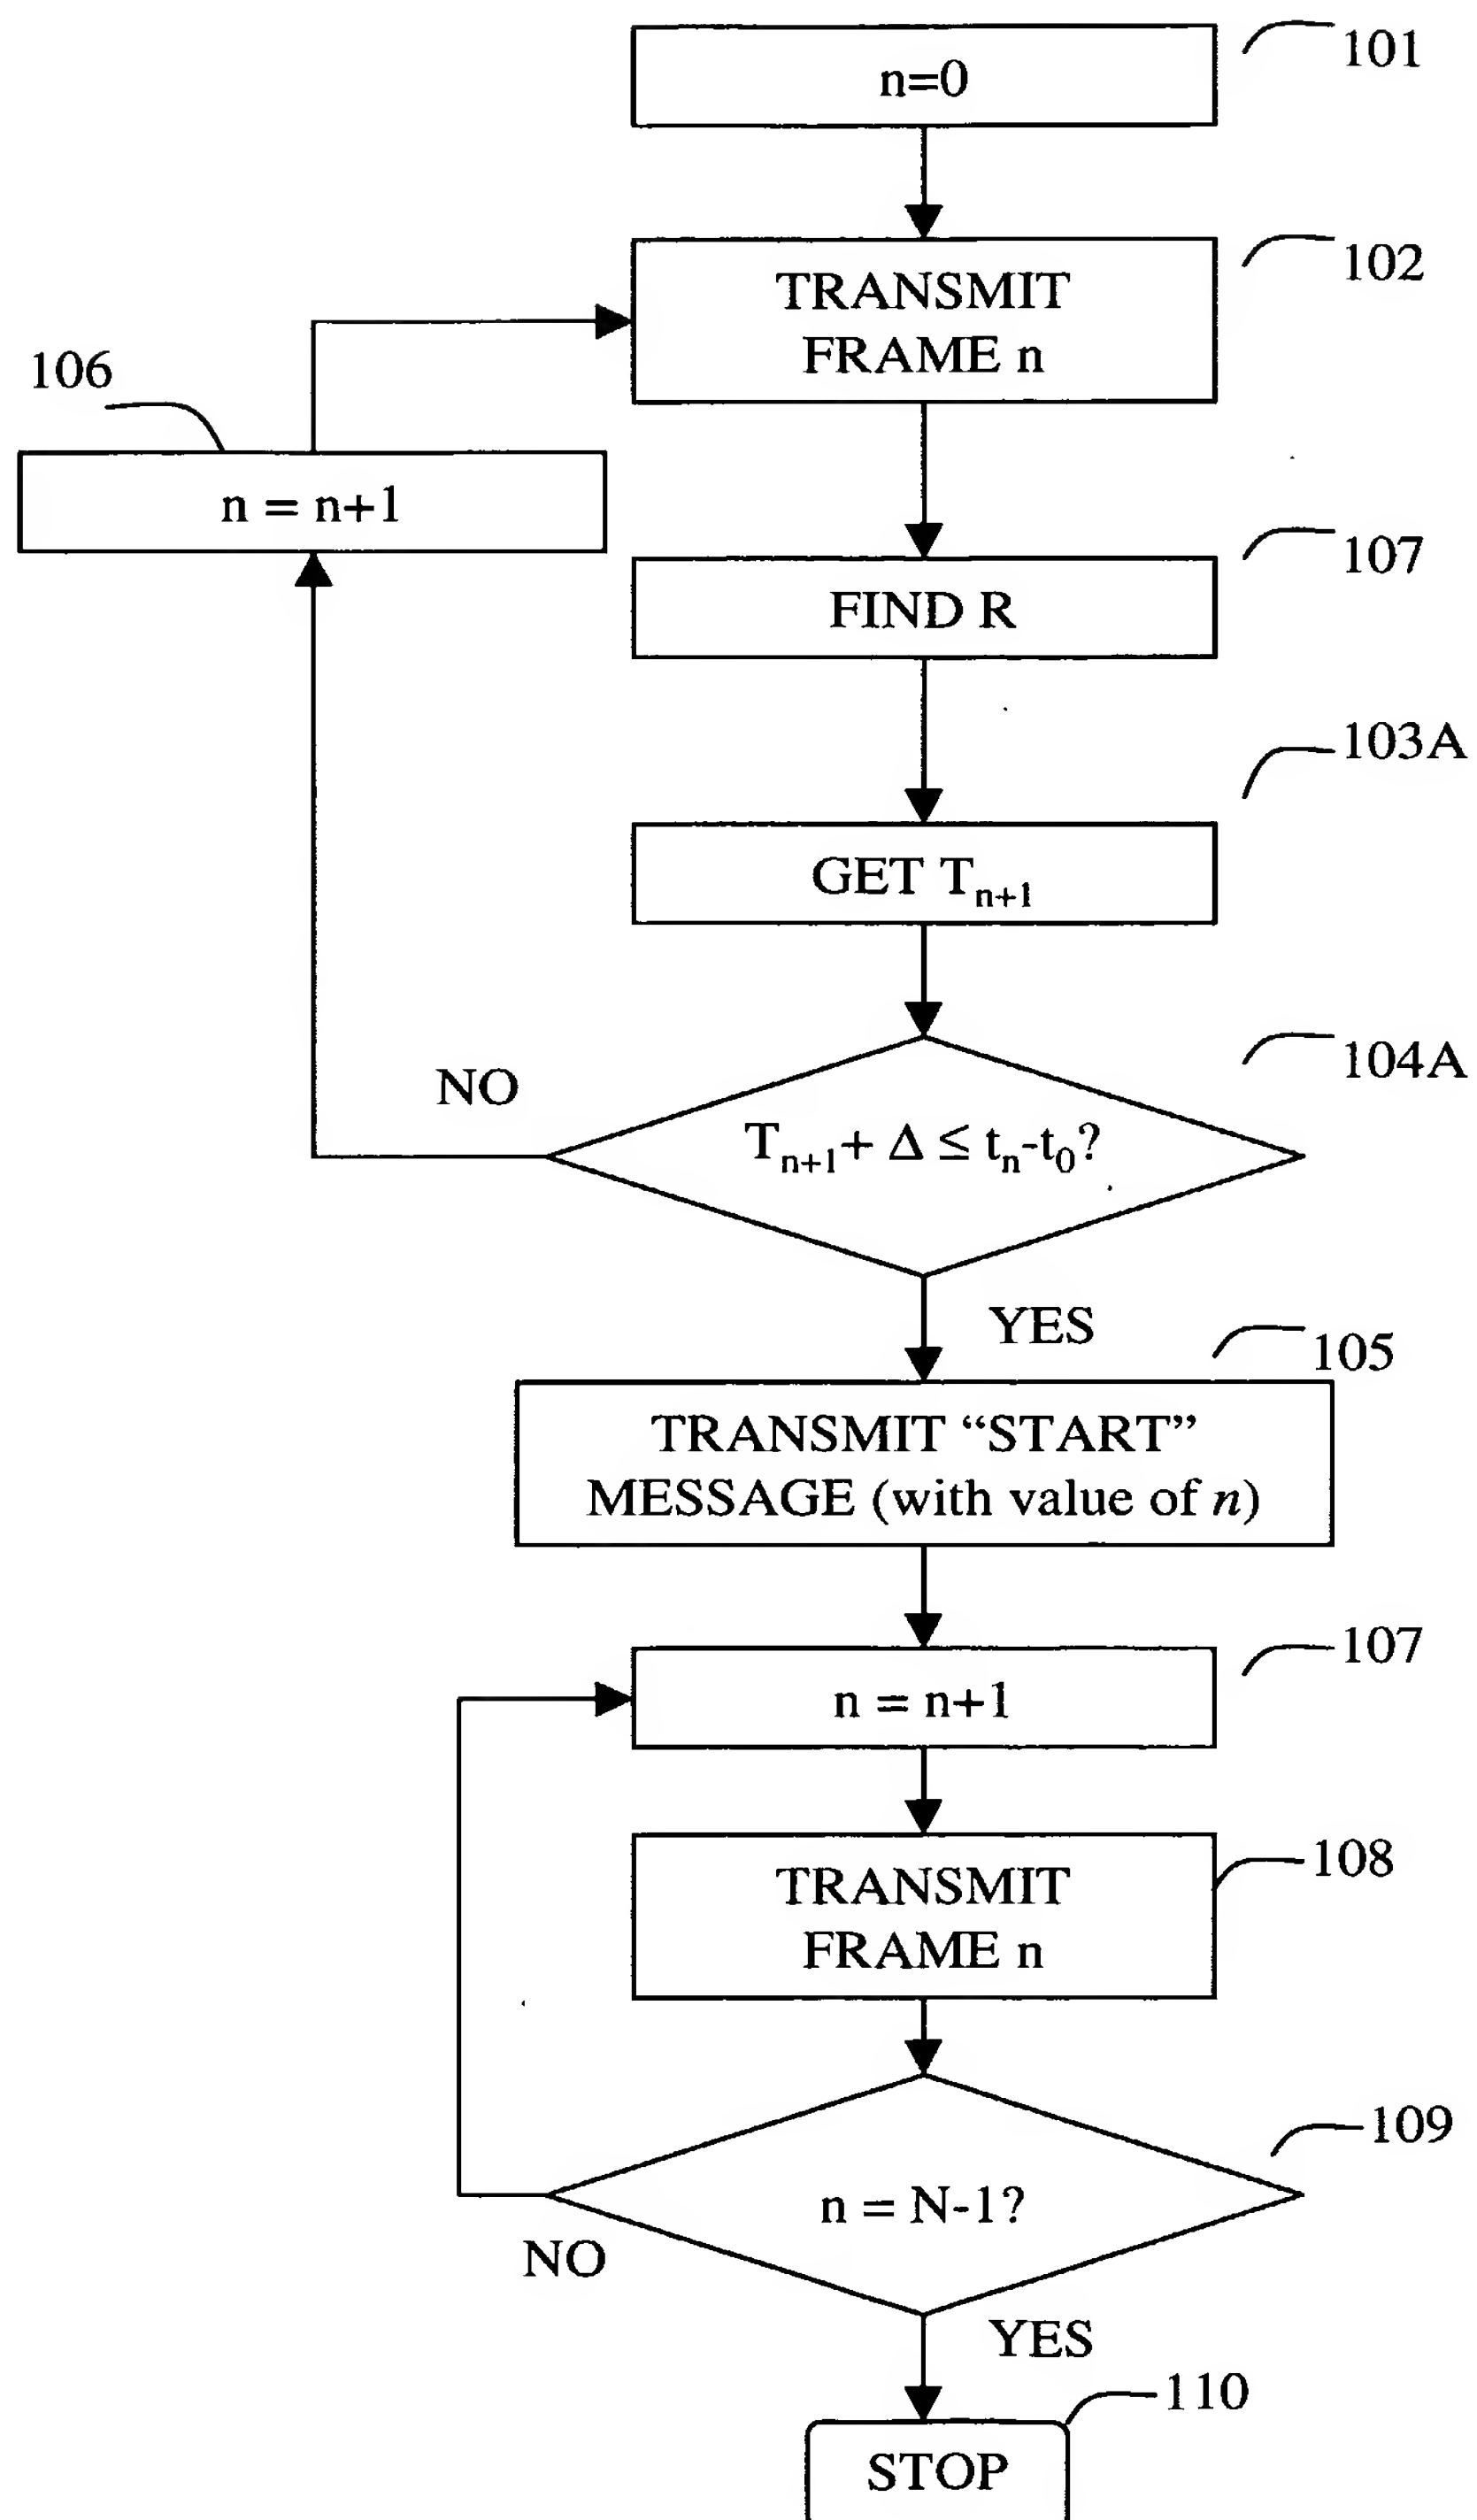 n=0
101
TRANSMIT
FRAME n
102
106
n = n+1
FIND R
107
GET Tn+1
103A
NO
Tn+1+ Δ ≤ tn-t0?
104A
YES
TRANSMIT “START”
MESSAGE (with value of n)
105
n = n+1
107
TRANSMIT
FRAME n
108
n = N-1?
109
NO
YES
STOP
110